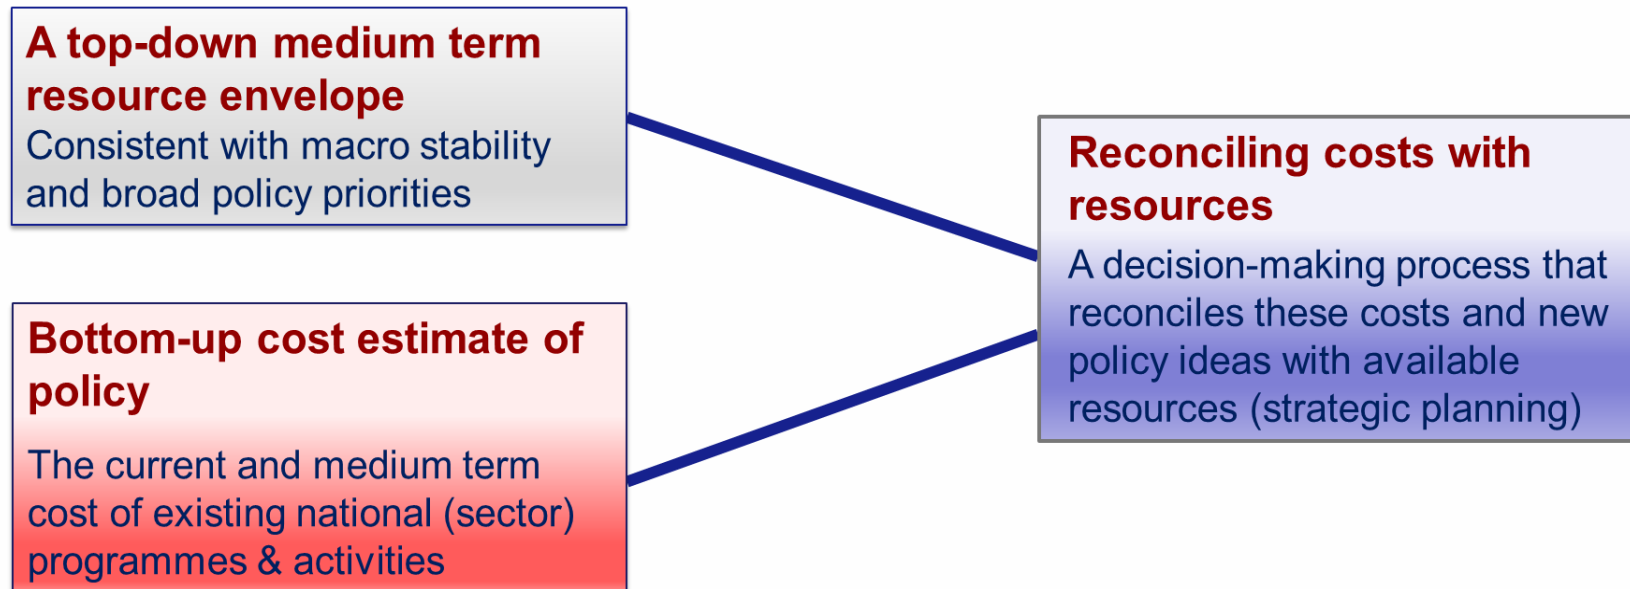 A top-down medium term
resource envelope
Consistent with macro stability
and broad policy priorities
Bottom-up cost estimate of
policy
The current and medium term
cost of existing national (sector)
programmes & activities
Reconciling costs with
resources
A decision-making process that
reconciles these costs and new
policy ideas with available
resources (strategic planning)